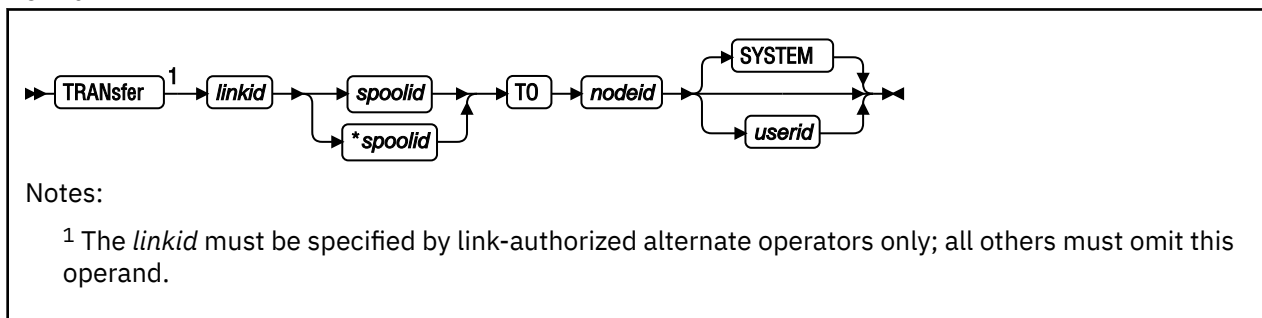 SYSTEM
TRANsfer 1 linkid spoolid TO nodeid
*spoolid userid
Notes:
1 The linkid must be specified by link-authorized alternate operators only; all others must omit this
operand.